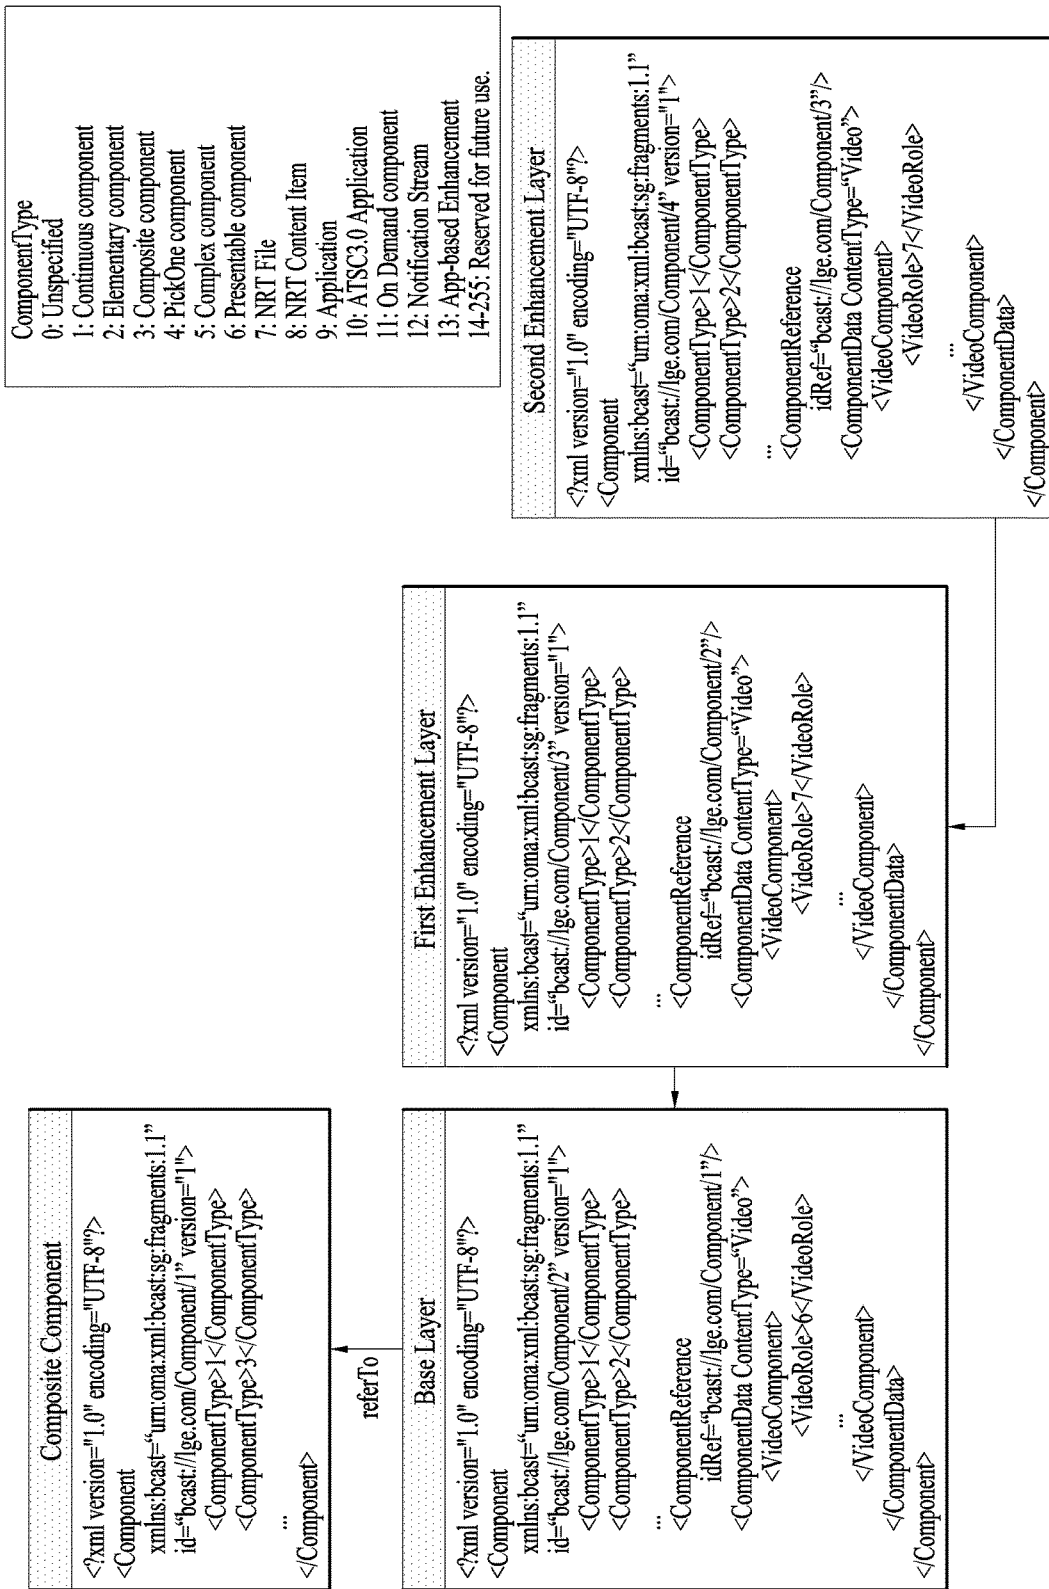 Composite Component
<?xml version="1.0" encoding="UTF-8"?>
<Component
xmlns:bcast=“urn:oma:xml:bcast:sg:fragments:1.1”
id=“bcast://lge.com/Component/1” version="1">
<ComponentType>1</ComponentType>
<ComponentType>3</ComponentType>
...
</Component>
referTo
Base Layer
<?xml version="1.0" encoding="UTF-8"?>
<Component
xmlns:bcast=“urn:oma:xml:bcast:sg:fragments:1.1”
id=“bcast://lge.com/Component/2” version="1">
<ComponentType>1</ComponentType>
<ComponentType>2</ComponentType>
...
<ComponentReference
idRef=“bcast://lge.com/Component/1”/>
<ComponentData ContentType=“Video”>
<VideoComponent>
<VideoRole>6</VideoRole>
...
</VideoComponent>
</ComponentData>
</Component>
First Enhancement Layer
<?xml version="1.0" encoding="UTF-8"?>
<Component
xmlns:bcast=“urn:oma:xml:bcast:sg:fragments:1.1”
id=“bcast://lge.com/Component/3” version="1">
<ComponentType>1</ComponentType>
<ComponentType>2</ComponentType>
...
<ComponentReference
idRef=“bcast://lge.com/Component/2”/>
<ComponentData ContentType=“Video”>
<VideoComponent>
<VideoRole>7</VideoRole>
...
</VideoComponent>
</ComponentData>
</Component>
ComponentType
0: Unspecified
1: Continuous component
2: Elementary component
3: Composite component
4: PickOne component
5: Complex component
6: Presentable component
7: NRT File
8: NRT Content Item
9: Application
10: ATSC3.0 Application
11: On Demand component
12: Notification Stream
13: App-based Enhancement
14-255: Reserved for future use.
Second Enhancement Layer
<?xml version="1.0" encoding="UTF-8"?>
<Component
xmlns:bcast=“urn:oma:xml:bcast:sg:fragments:1.1”
id=“bcast://lge.com/Component/4” version="1">
<ComponentType>1</ComponentType>
<ComponentType>2</ComponentType>
...
<ComponentReference
idRef=“bcast://lge.com/Component/3”/>
<ComponentData ContentType=“Video”>
<VideoComponent>
<VideoRole>7</VideoRole>
...
</VideoComponent>
</ComponentData>
</Component>